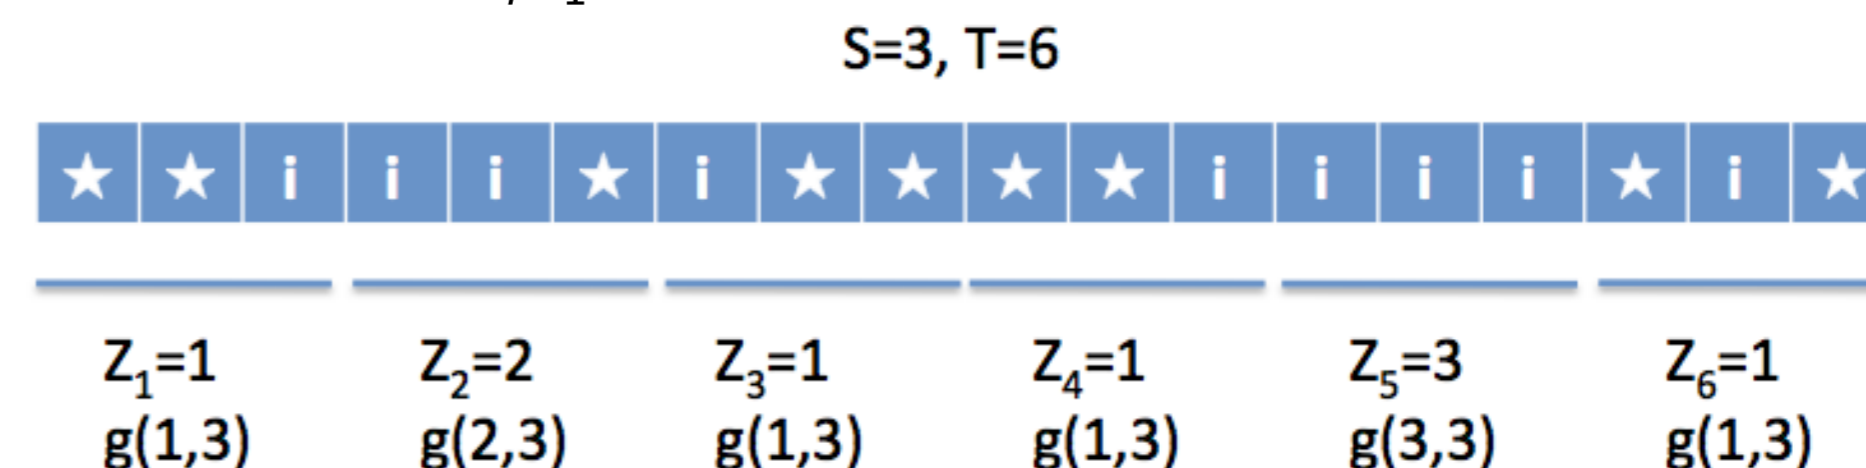 S=3, T=6
★ ★ i i i ★ i ★ ★ ★ ★ i i i i ★ i ★
Z₁=1 Z₂=2 Z₃=1 Z₄=1 Z₅=3 Z₆=1
g(1,3) g(2,3) g(1,3) g(1,3) g(3,3) g(1,3)